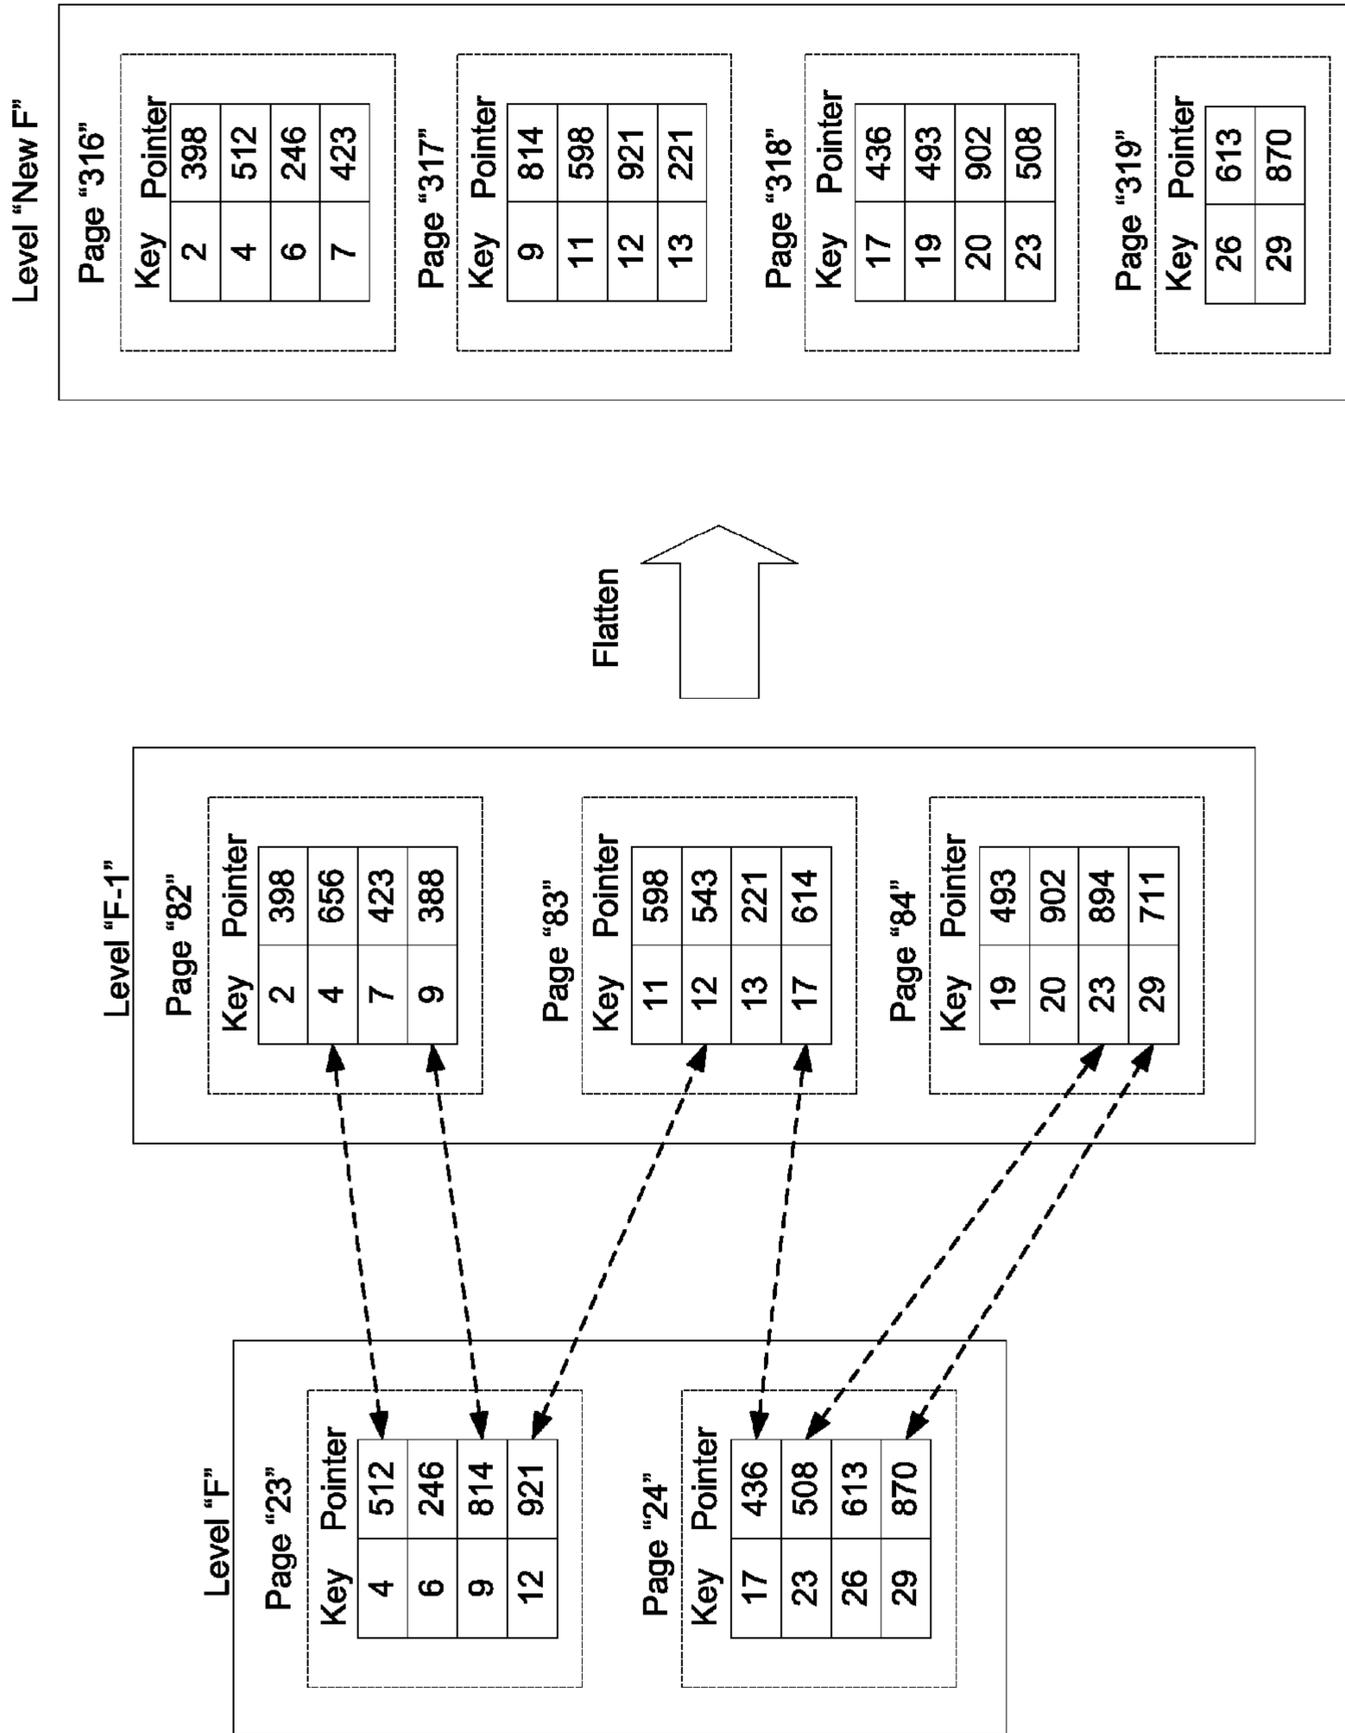 Level "F"
Page "23"
Key Pointer
4 512
6 246
9 814
12 921
Page "24"
Key Pointer
17 436
23 508
26 613
29 870
Level "F-1"
Page "82"
Key Pointer
2 398
4 656
7 423
9 388
Page "83"
Key Pointer
11 598
12 543
13 221
17 614
Page "84"
Key Pointer
19 493
20 902
23 894
29 711
Flatten
Level "New F"
Page "316"
Key Pointer
2 398
4 512
6 246
7 423
Page "317"
Key Pointer
9 814
11 598
12 921
13 221
Page "318"
Key Pointer
17 436
19 493
20 902
23 508
Page "319"
Key Pointer
26 613
29 870